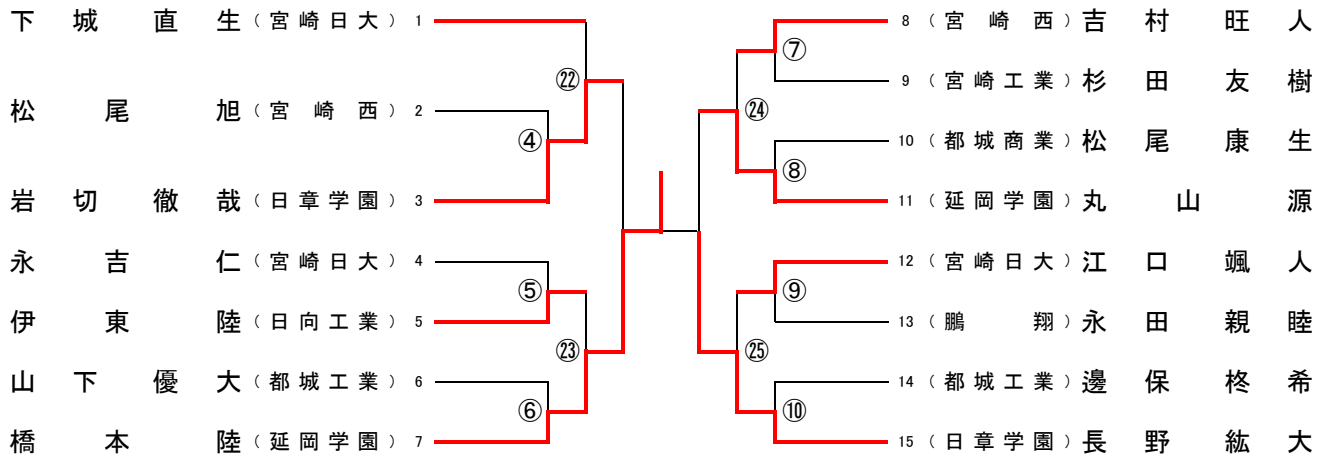 下城直生（宮崎日大）1
松尾旭（宮崎西）2
岩切徹哉（日章学園）3
永吉仁（宮崎日大）4
伊東陸（日向工業）5
山下優大（都城工業）6
橋本陸（延岡学園）7
㉒
④
⑤
㉓
⑥
8（宮崎西）吉村旺人
9（宮崎工業）杉田友樹
10（都城商業）松尾康生
11（延岡学園）丸山源
12（宮崎日大）江口颯人
13（鵬翔）永田親睦
14（都城工業）邊保柊希
15（日章学園）長野紘大
⑦
㉔
⑧
⑨
㉕
⑩